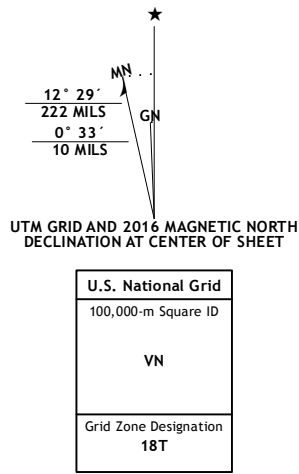 MN
12° 29´
222 MILS
GN
0° 33´
10 MILS
UTM GRID AND 2016 MAGNETIC NORTH
DECLINATION AT CENTER OF SHEET
U.S. National Grid
100,000-m Square ID
VN
Grid Zone Designation
18T